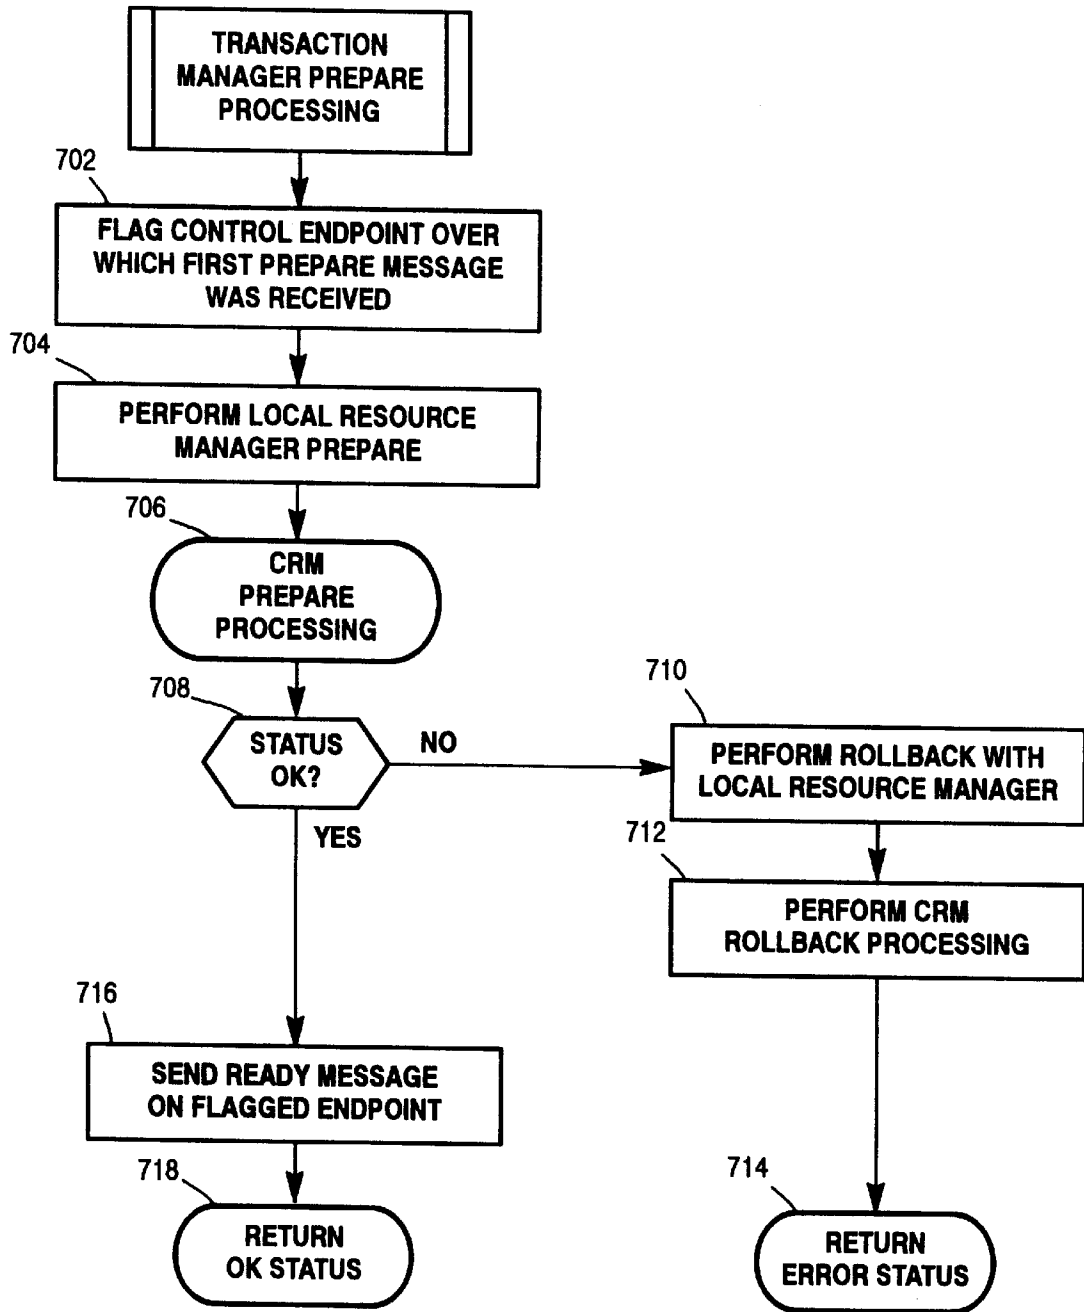 TRANSACTION
MANAGER PREPARE
PROCESSING
702
FLAG CONTROL ENDPOINT OVER
WHICH FIRST PREPARE MESSAGE
WAS RECEIVED
704
PERFORM LOCAL RESOURCE
MANAGER PREPARE
706
CRM
PREPARE
PROCESSING
708
STATUS
OK?
NO
YES
710
PERFORM ROLLBACK WITH
LOCAL RESOURCE MANAGER
712
PERFORM CRM
ROLLBACK PROCESSING
716
SEND READY MESSAGE
ON FLAGGED ENDPOINT
718
RETURN
OK STATUS
714
RETURN
ERROR STATUS